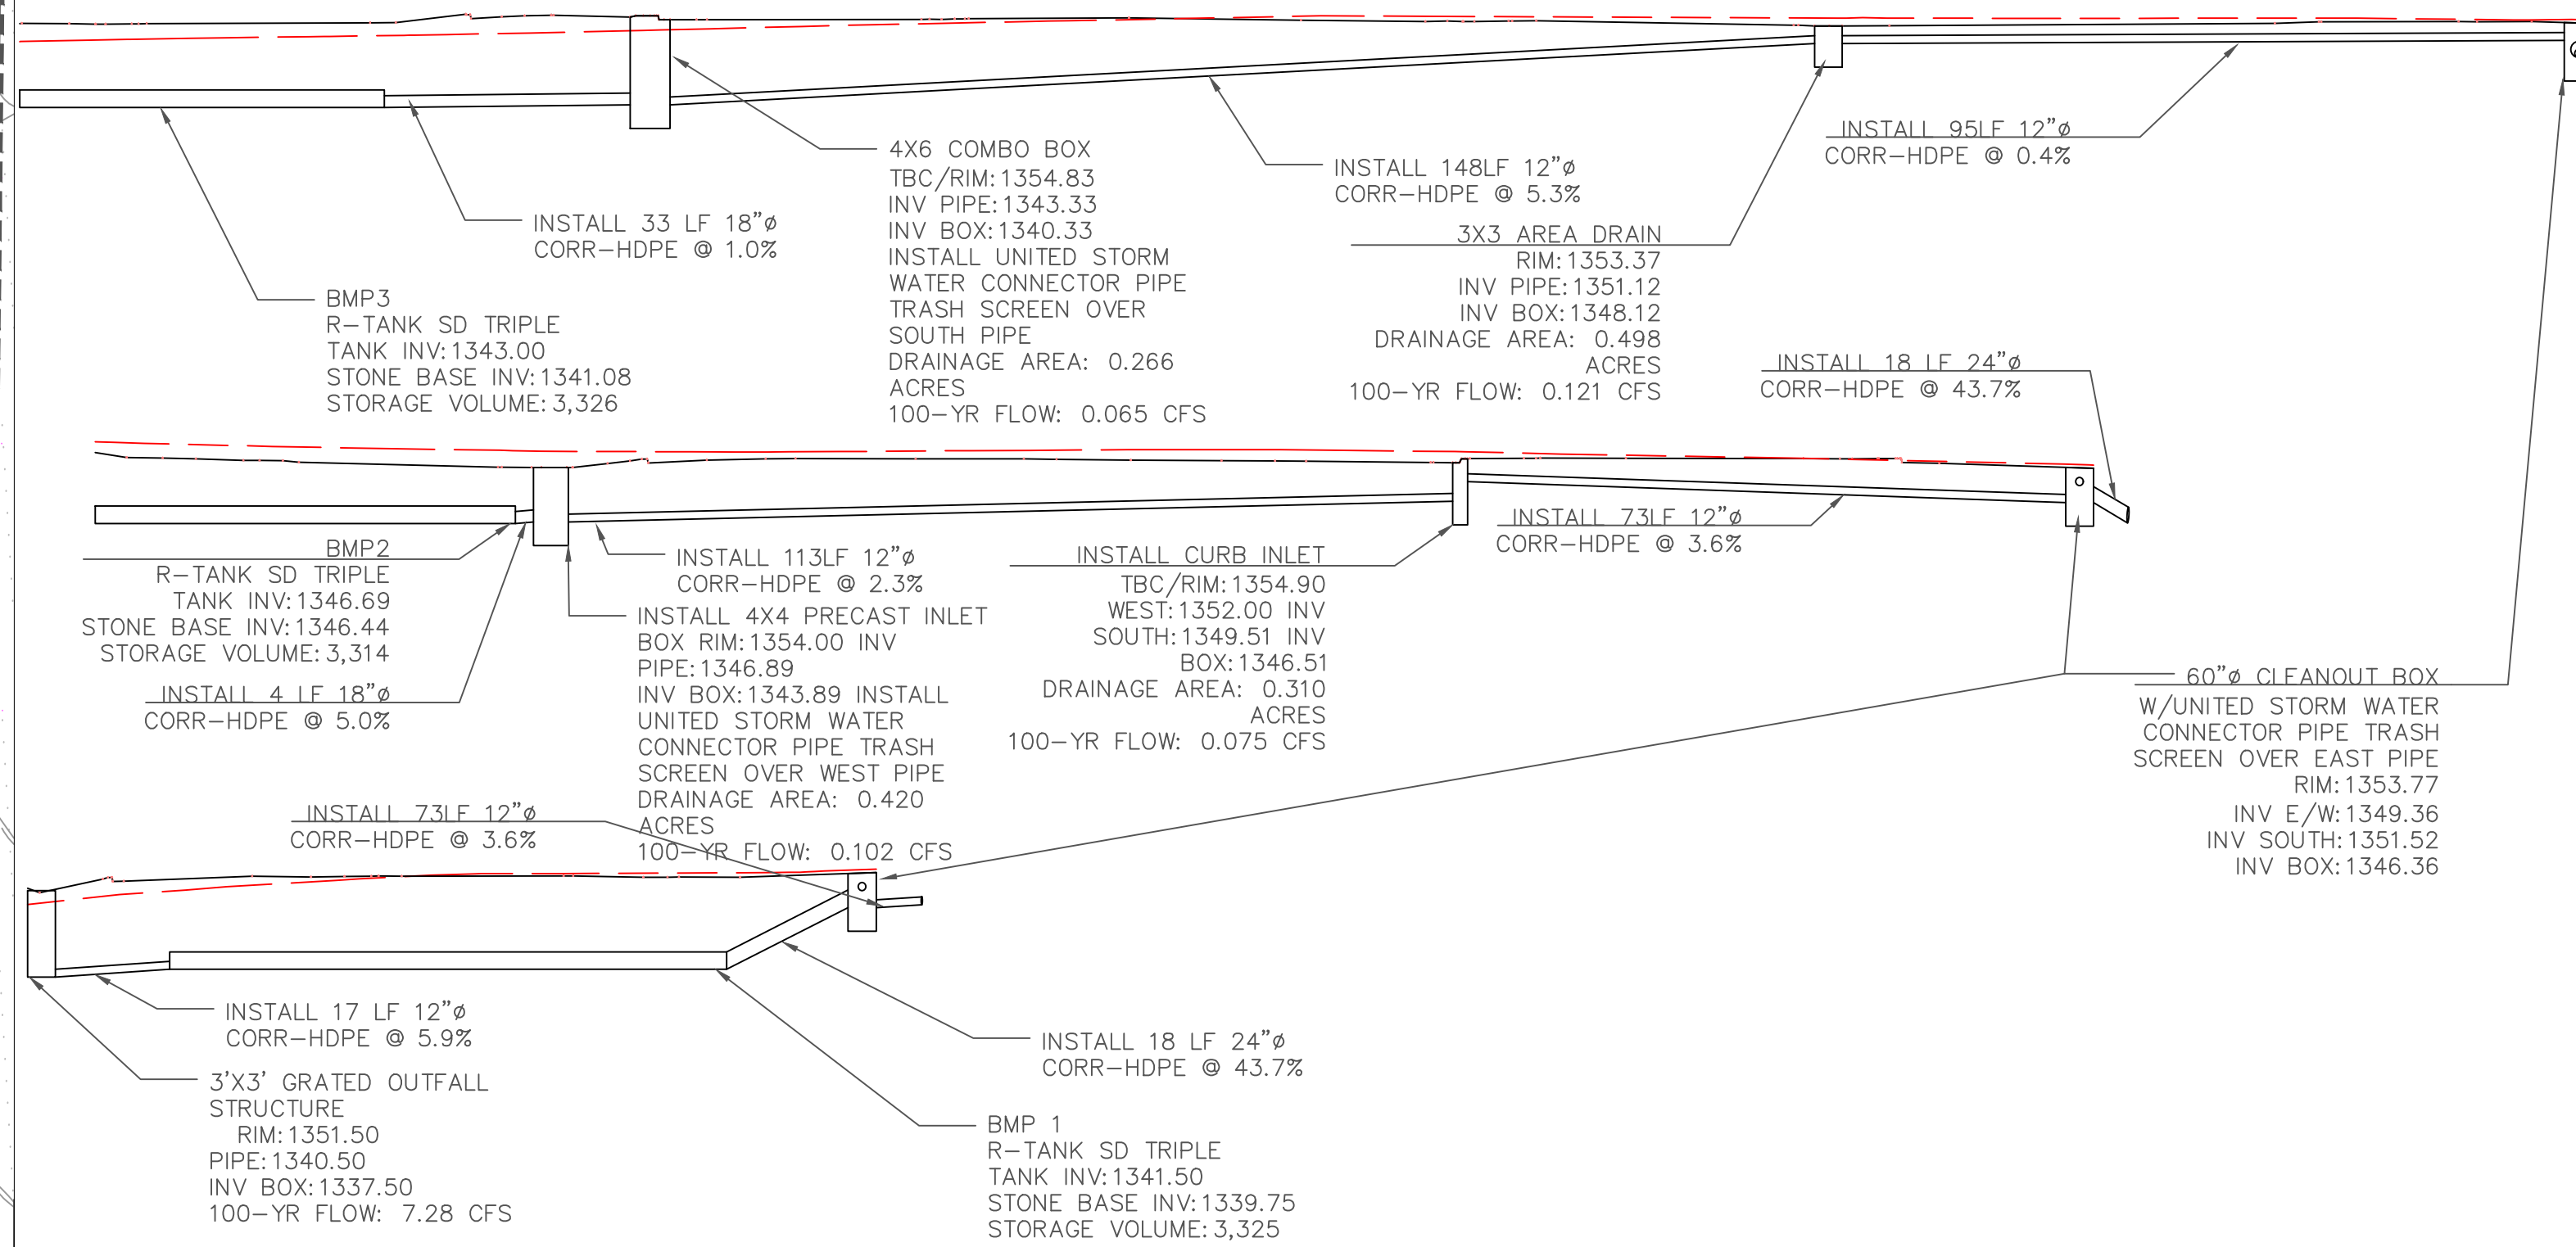 INSTALL 33 LF 18"ø
CORR-HDPE @ 1.0%
BMP3
R-TANK SD TRIPLE
TANK INV:1343.00
STONE BASE INV:1341.08
STORAGE VOLUME:3,326
4X6 COMBO BOX
TBC/RIM:1354.83
INV PIPE:1343.33
INV BOX:1340.33
INSTALL UNITED STORM
WATER CONNECTOR PIPE
TRASH SCREEN OVER
SOUTH PIPE
DRAINAGE AREA: 0.266
ACRES
100-YR FLOW: 0.065 CFS
INSTALL 148LF 12"ø
CORR-HDPE @ 5.3%
3X3 AREA DRAIN
RIM:1353.37
INV PIPE:1351.12
INV BOX:1348.12
DRAINAGE AREA: 0.498
ACRES
100-YR FLOW: 0.121 CFS
INSTALL 95LF 12"ø
CORR-HDPE @ 0.4%
INSTALL 18 LF 24"ø
CORR-HDPE @ 43.7%
BMP2
R-TANK SD TRIPLE
TANK INV:1346.69
STONE BASE INV:1346.44
STORAGE VOLUME:3,314
INSTALL 4 LF 18"ø
CORR-HDPE @ 5.0%
INSTALL 113LF 12"ø
CORR-HDPE @ 2.3%
INSTALL 4X4 PRECAST INLET
BOX RIM:1354.00 INV
PIPE:1346.89
INV BOX:1343.89 INSTALL
UNITED STORM WATER
CONNECTOR PIPE TRASH
SCREEN OVER WEST PIPE
DRAINAGE AREA: 0.420
ACRES
100-YR FLOW: 0.102 CFS
INSTALL CURB INLET
TBC/RIM:1354.90
WEST:1352.00 INV
SOUTH:1349.51 INV
BOX:1346.51
DRAINAGE AREA: 0.310
ACRES
100-YR FLOW: 0.075 CFS
INSTALL 73LF 12"ø
CORR-HDPE @ 3.6%
60"ø CLEANOUT BOX
W/UNITED STORM WATER
CONNECTOR PIPE TRASH
SCREEN OVER EAST PIPE
RIM:1353.77
INV E/W:1349.36
INV SOUTH:1351.52
INV BOX:1346.36
INSTALL 73LF 12"ø
CORR-HDPE @ 3.6%
INSTALL 17 LF 12"ø
CORR-HDPE @ 5.9%
3'X3' GRATED OUTFALL
STRUCTURE
RIM:1351.50
PIPE:1340.50
INV BOX:1337.50
100-YR FLOW: 7.28 CFS
INSTALL 18 LF 24"ø
CORR-HDPE @ 43.7%
BMP 1
R-TANK SD TRIPLE
TANK INV:1341.50
STONE BASE INV:1339.75
STORAGE VOLUME:3,325